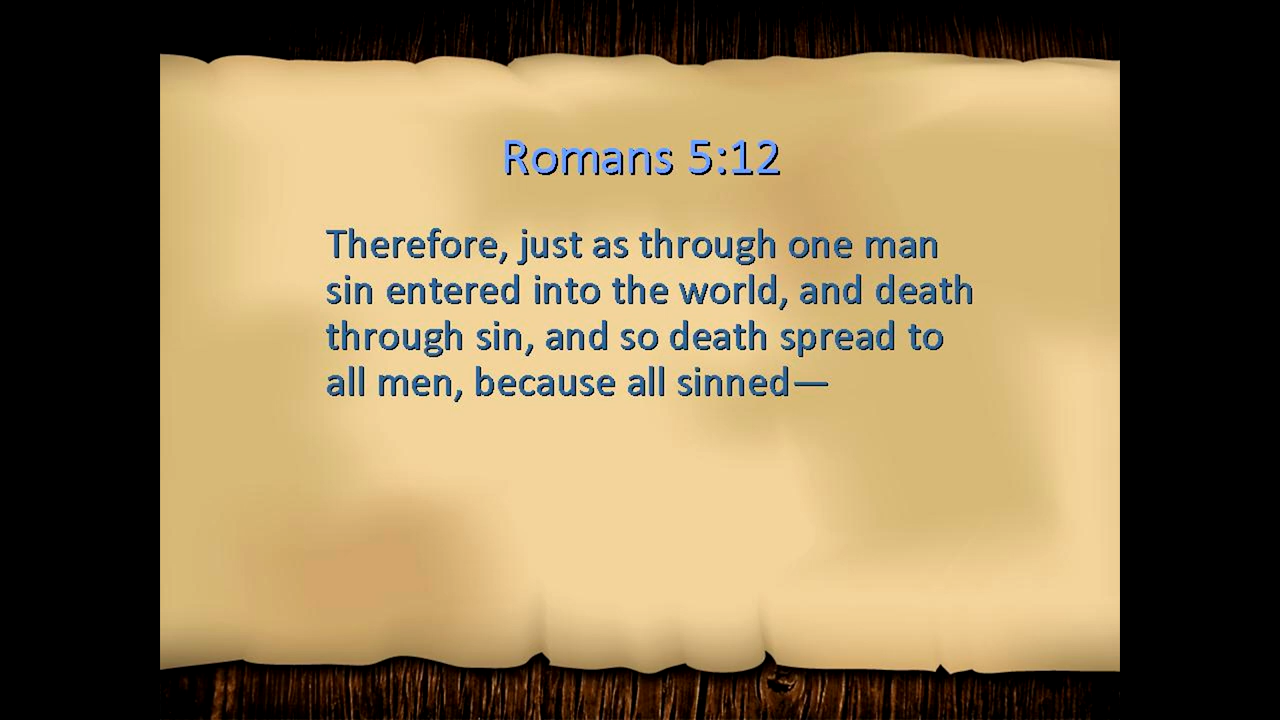 Romans 5:12
Therefore, just as through one man
sin entered into the world, and death
through sin, and so death spread to
all men, because all sinned—